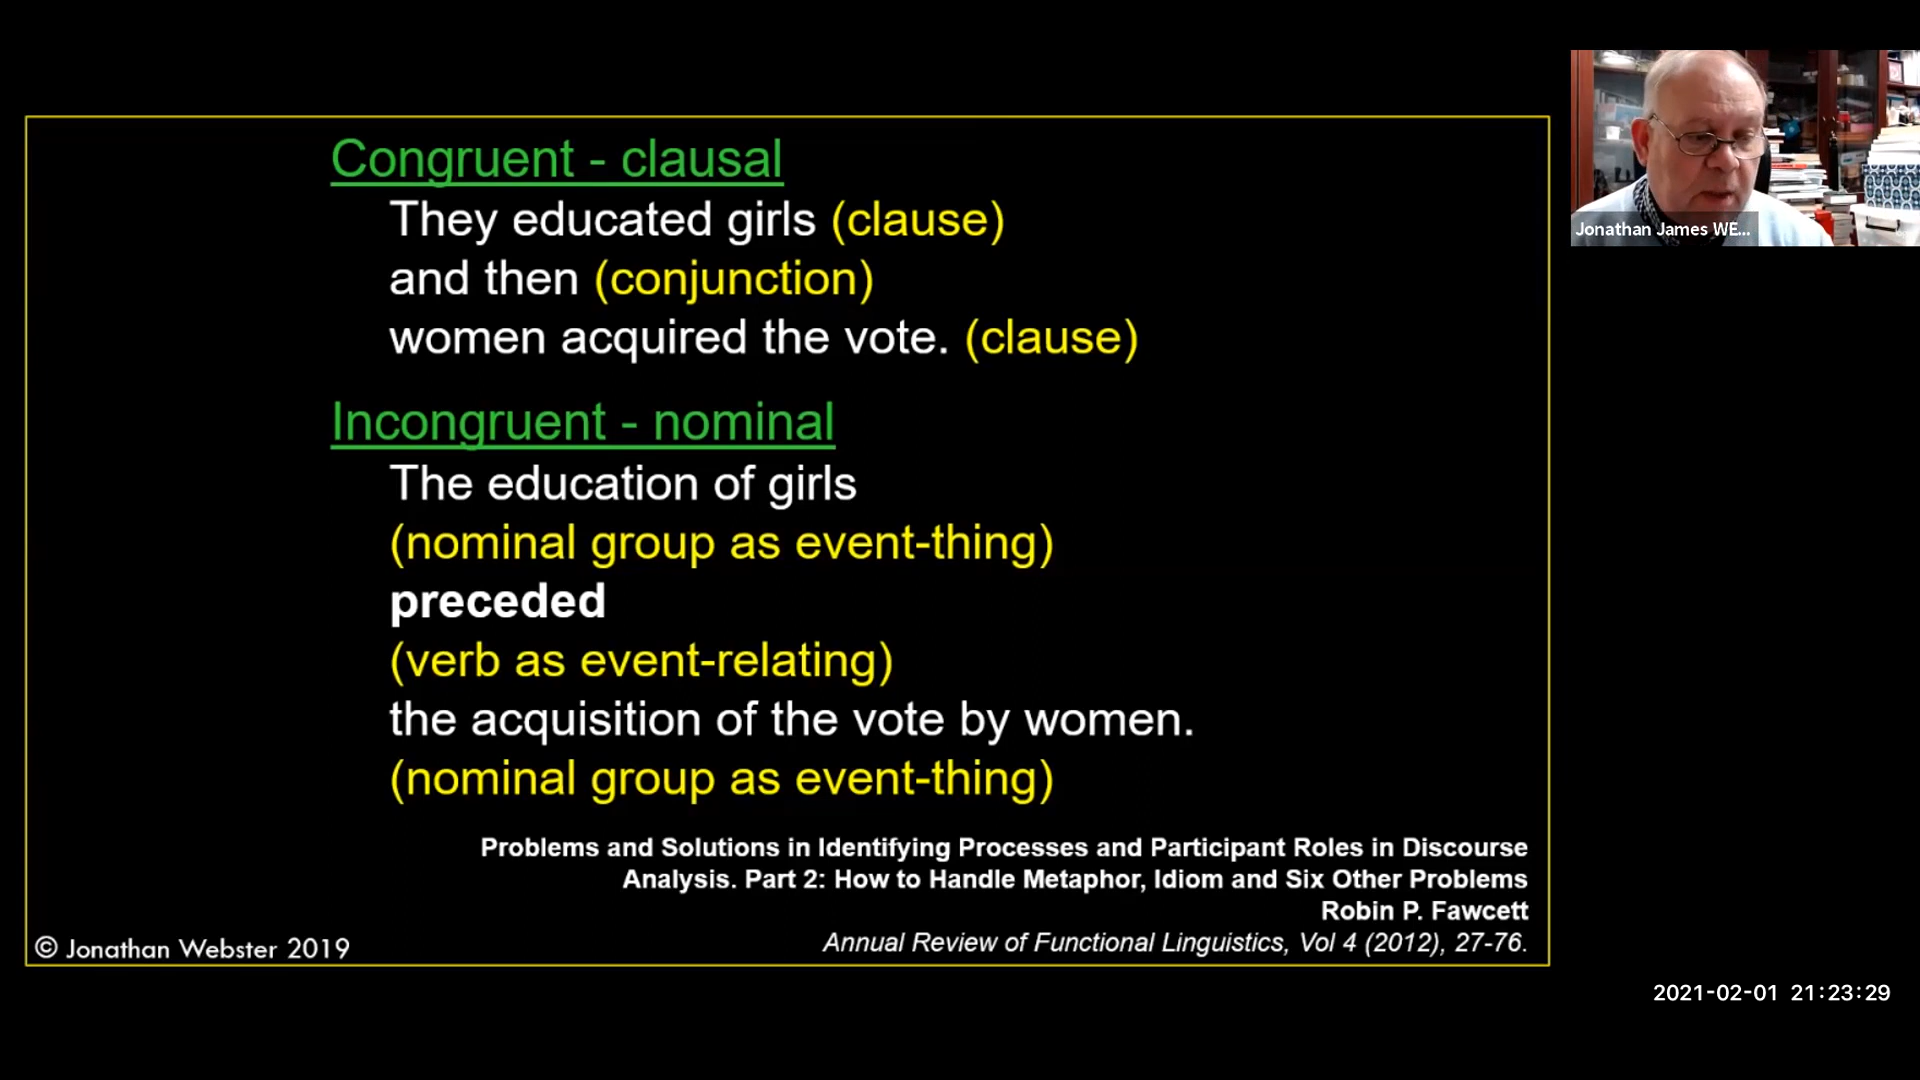 Congruent - clausal
They educated girls (clause)
and then (conjunction)
women acquired the vote. (clause)
Incongruent - nominal
The education of girls
(nominal group as event-thing)
preceded
(verb as event-relating)
the acquisition of the vote by women.
(nominal group as event-thing)
Problems and Solutions in Identifying Processes and Participant Roles in Discourse
Analysis. Part 2: How to Handle Metaphor, Idiom and Six Other Problems
Robin P. Fawcett
Annual Review of Functional Linguistics, Vol 4 (2012), 27-76.
© Jonathan Webster 2019
Jonathan James WE...
2021-02-01 21:23:29